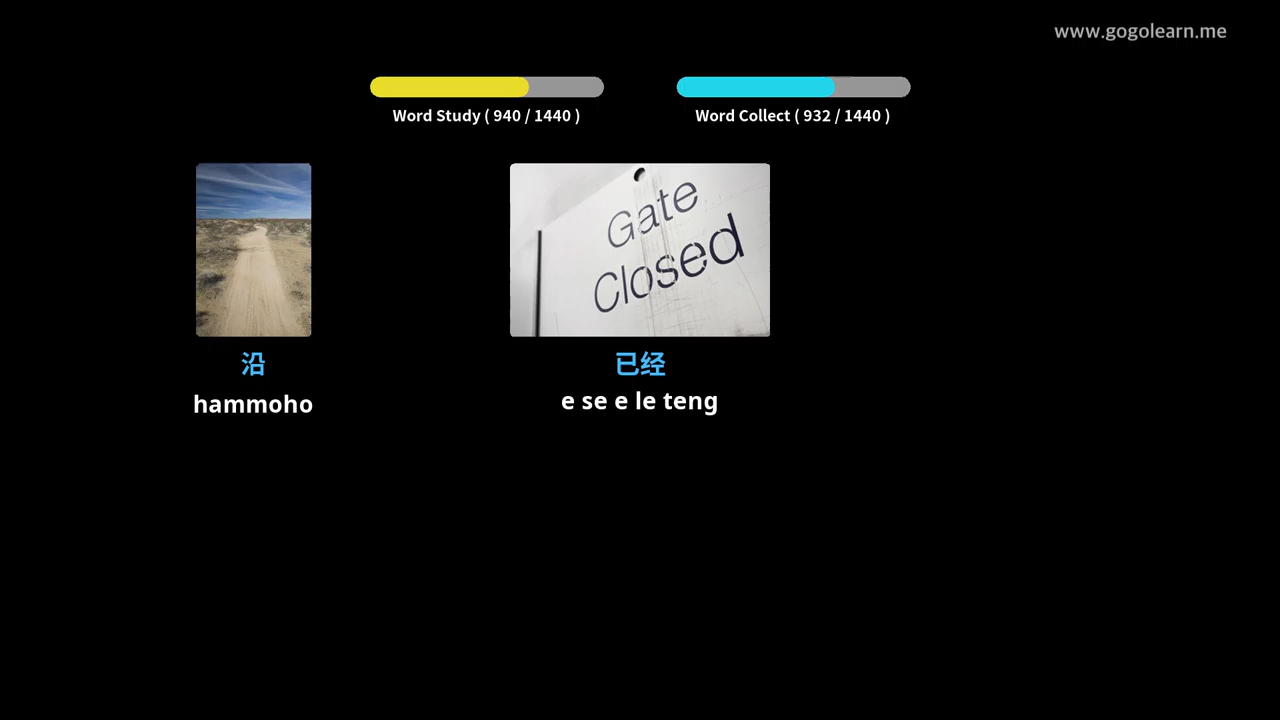 www.gogolearn.me
Word Study ( 940 / 1440 )
Word Collect ( 932 / 1440 )
Gate
Closed
沿
已经
hammoho
e se e le teng